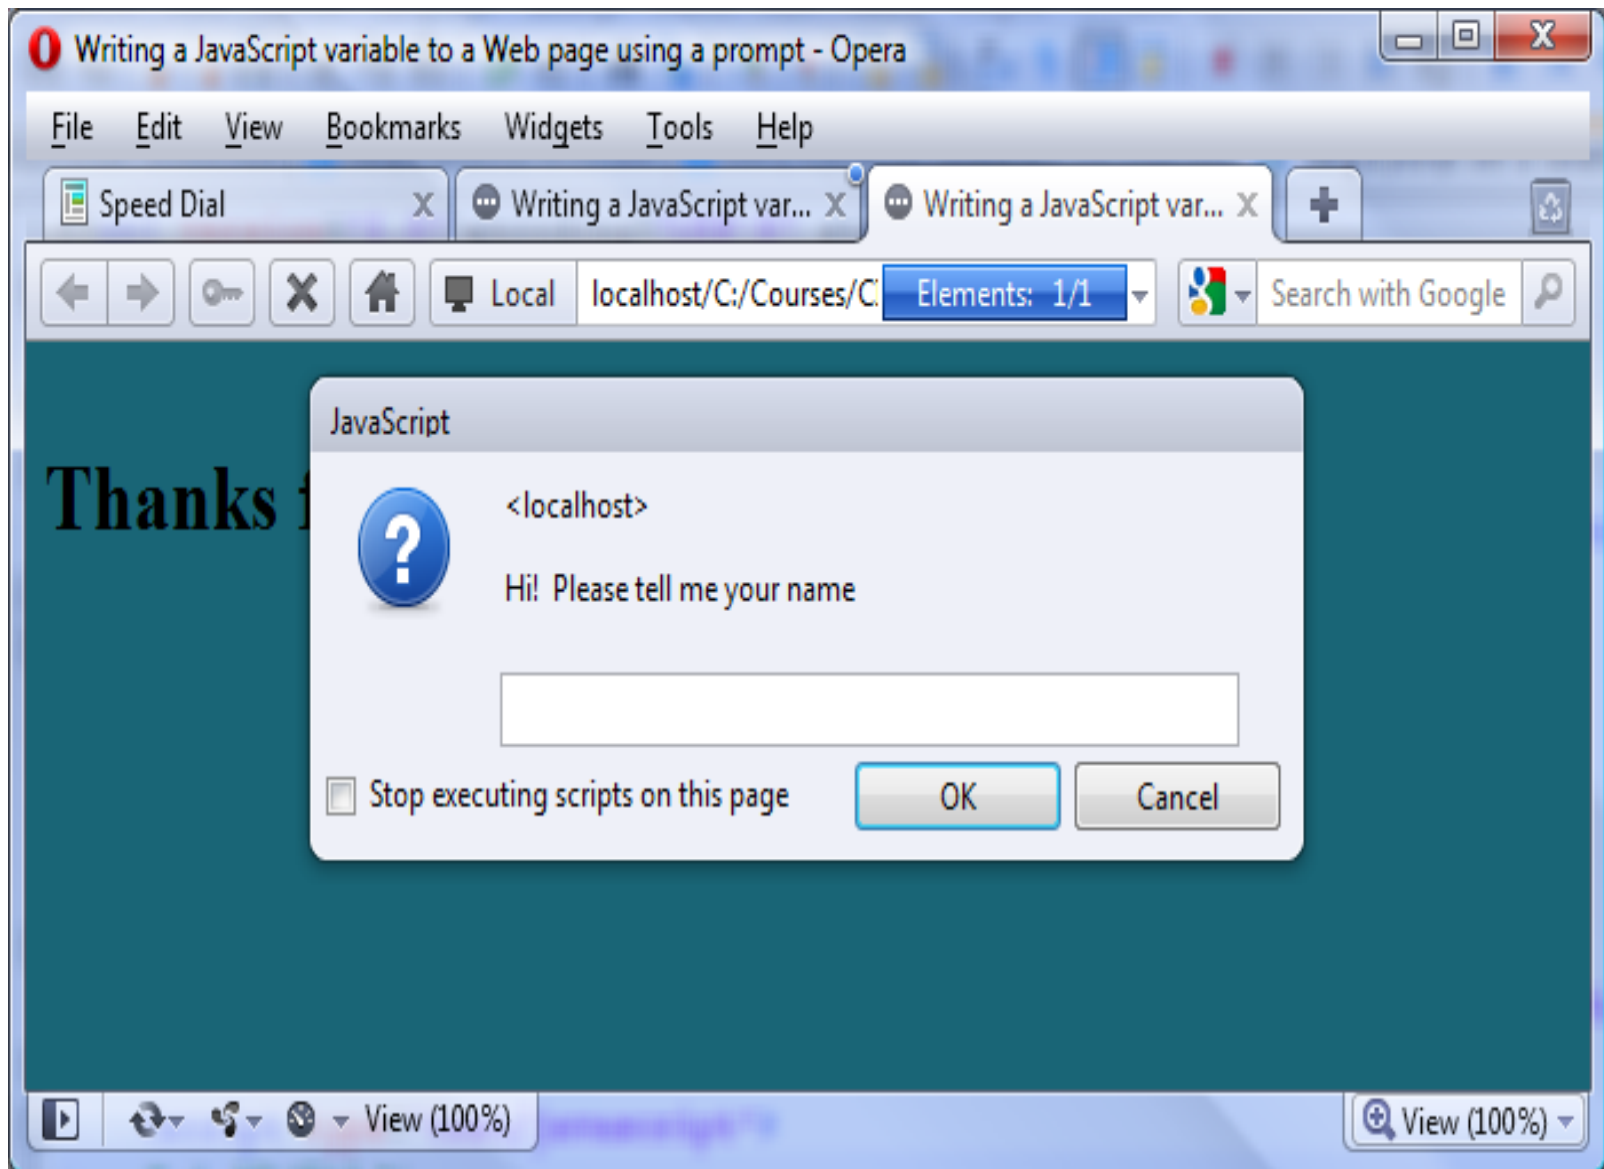 Writing a JavaScript variable to a Web page using a prompt - Opera
File Edit View Bookmarks Widgets Tools Help
Speed Dial Writing a JavaScript var... Writing a JavaScript var...
Local localhost/C:/Courses/C Elements: 1/1 Search with Google
JavaScript
Thanks
<localhost>
Hi! Please tell me your name
Stop executing scripts on this page OK Cancel
View (100%) View (100%)